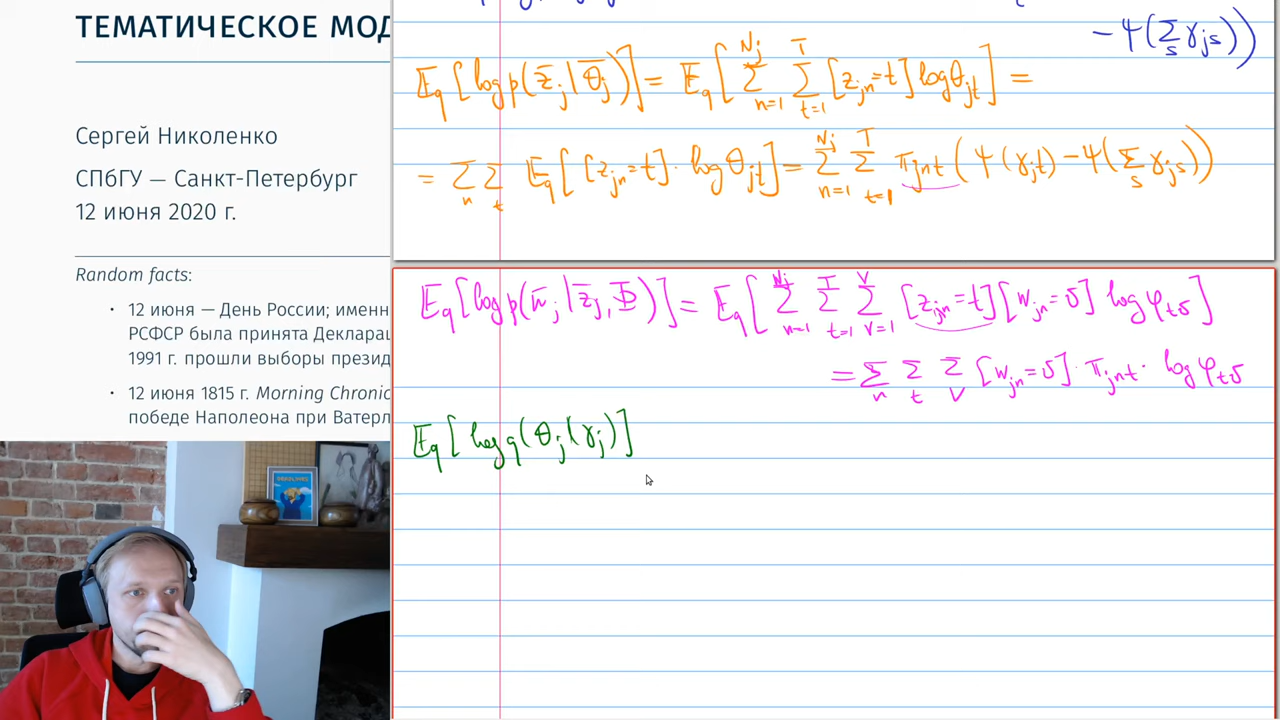 ТЕМАТИЧЕСКОЕ МОД
Сергей Николенко
СПбГУ — Санкт-Петербург
12 июня 2020 г.
Random facts:
• 12 июня — День России; именн
РСФСР была принята Деклара
1991 г. прошли выборы президе
• 12 июня 1815 г. Morning Chronic
победе Наполеона при Ватерл
− Ψ(Σ_s γ_js))
E_q[log p(z̄_j | θ̄_j)] = E_q[Σ_{n=1}^{N_j} Σ_{t=1}^{T} [z_jn=t] log θ_jt] =
= Σ_n Σ_t E_q[[z_jn=t] · log θ_jt] = Σ_{n=1}^{N_j} Σ_{t=1}^{T} π_jnt (Ψ(γ_jt) − Ψ(Σ_s γ_js))
E_q[log p(w̄_j | z̄_j, Φ)] = E_q[Σ_{n=1}^{N_j} Σ_{t=1}^{T} Σ_{v=1}^{V} [z_jn=t][w_jn=v] log φ_tv]
= Σ_n Σ_t Σ_v [w_jn=v] · π_jnt · log φ_tv
E_q[log q(θ_j | γ_j)]
DEADLINES